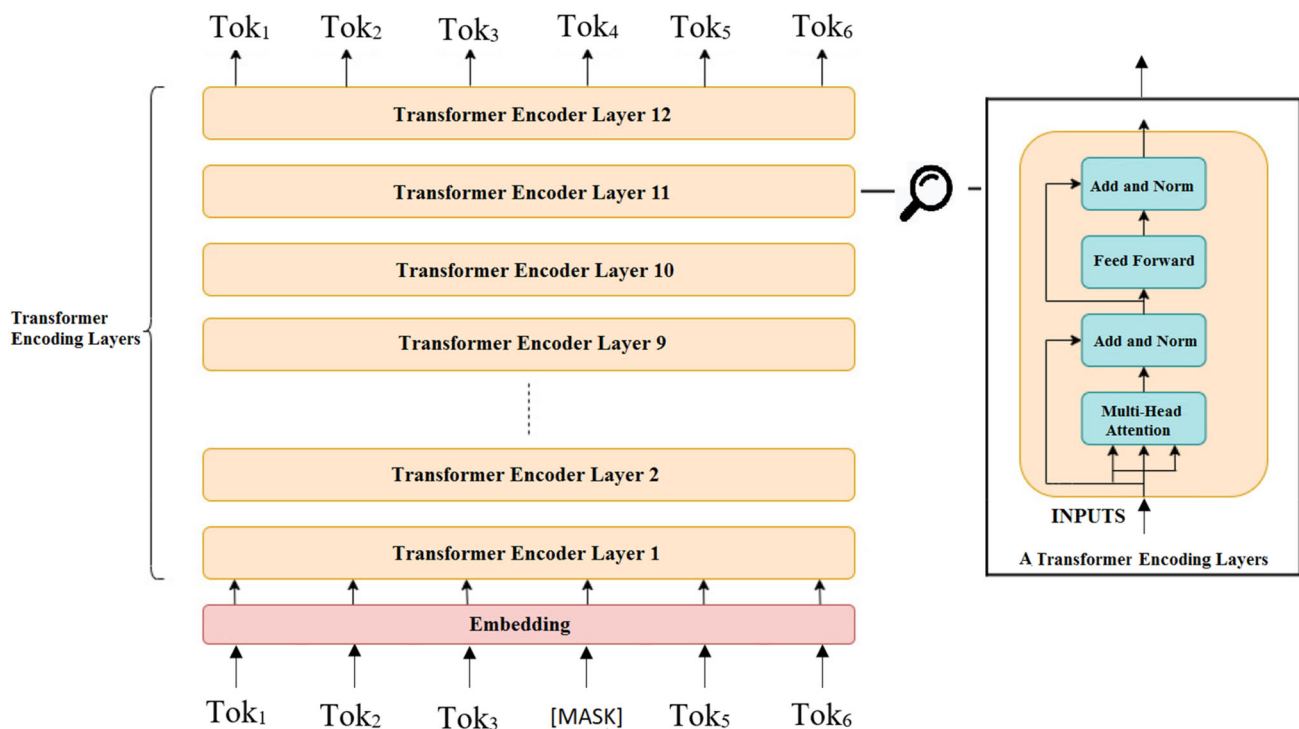 Tok₁ Tok₂ Tok₃ Tok₄ Tok₅ Tok₆
Transformer Encoder Layer 12
Transformer Encoder Layer 11
Transformer Encoder Layer 10
Transformer Encoder Layer 9
Transformer Encoder Layer 2
Transformer Encoder Layer 1
Embedding
Tok₁ Tok₂ Tok₃ [MASK] Tok₅ Tok₆
Transformer
Encoding Layers
Add and Norm
Feed Forward
Add and Norm
Multi-Head
Attention
INPUTS
A Transformer Encoding Layers